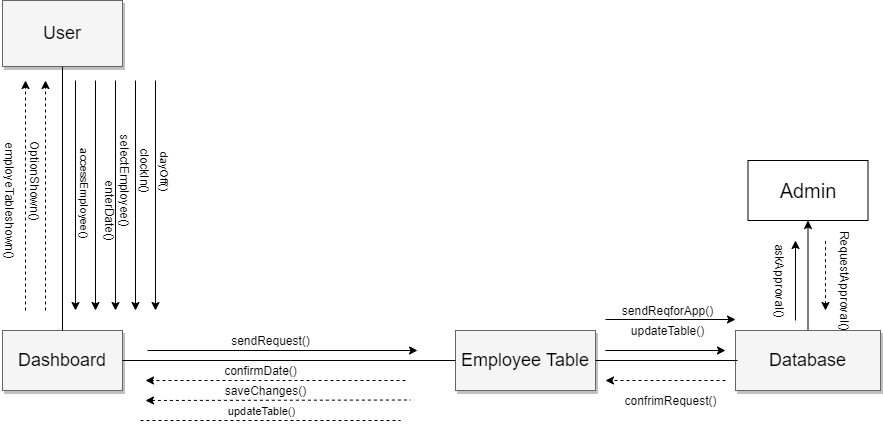 User
employeTableshown()
OptionShown()
accessEmployee()
enterDate()
selectEmployee()
clockIn()
dayOff()
Admin
askApproval()
RequestApproval()
Dashboard
sendRequest()
confirmDate()
saveChanges()
updateTable()
Employee Table
sendReqforApp()
updateTable()
confrimRequest()
Database